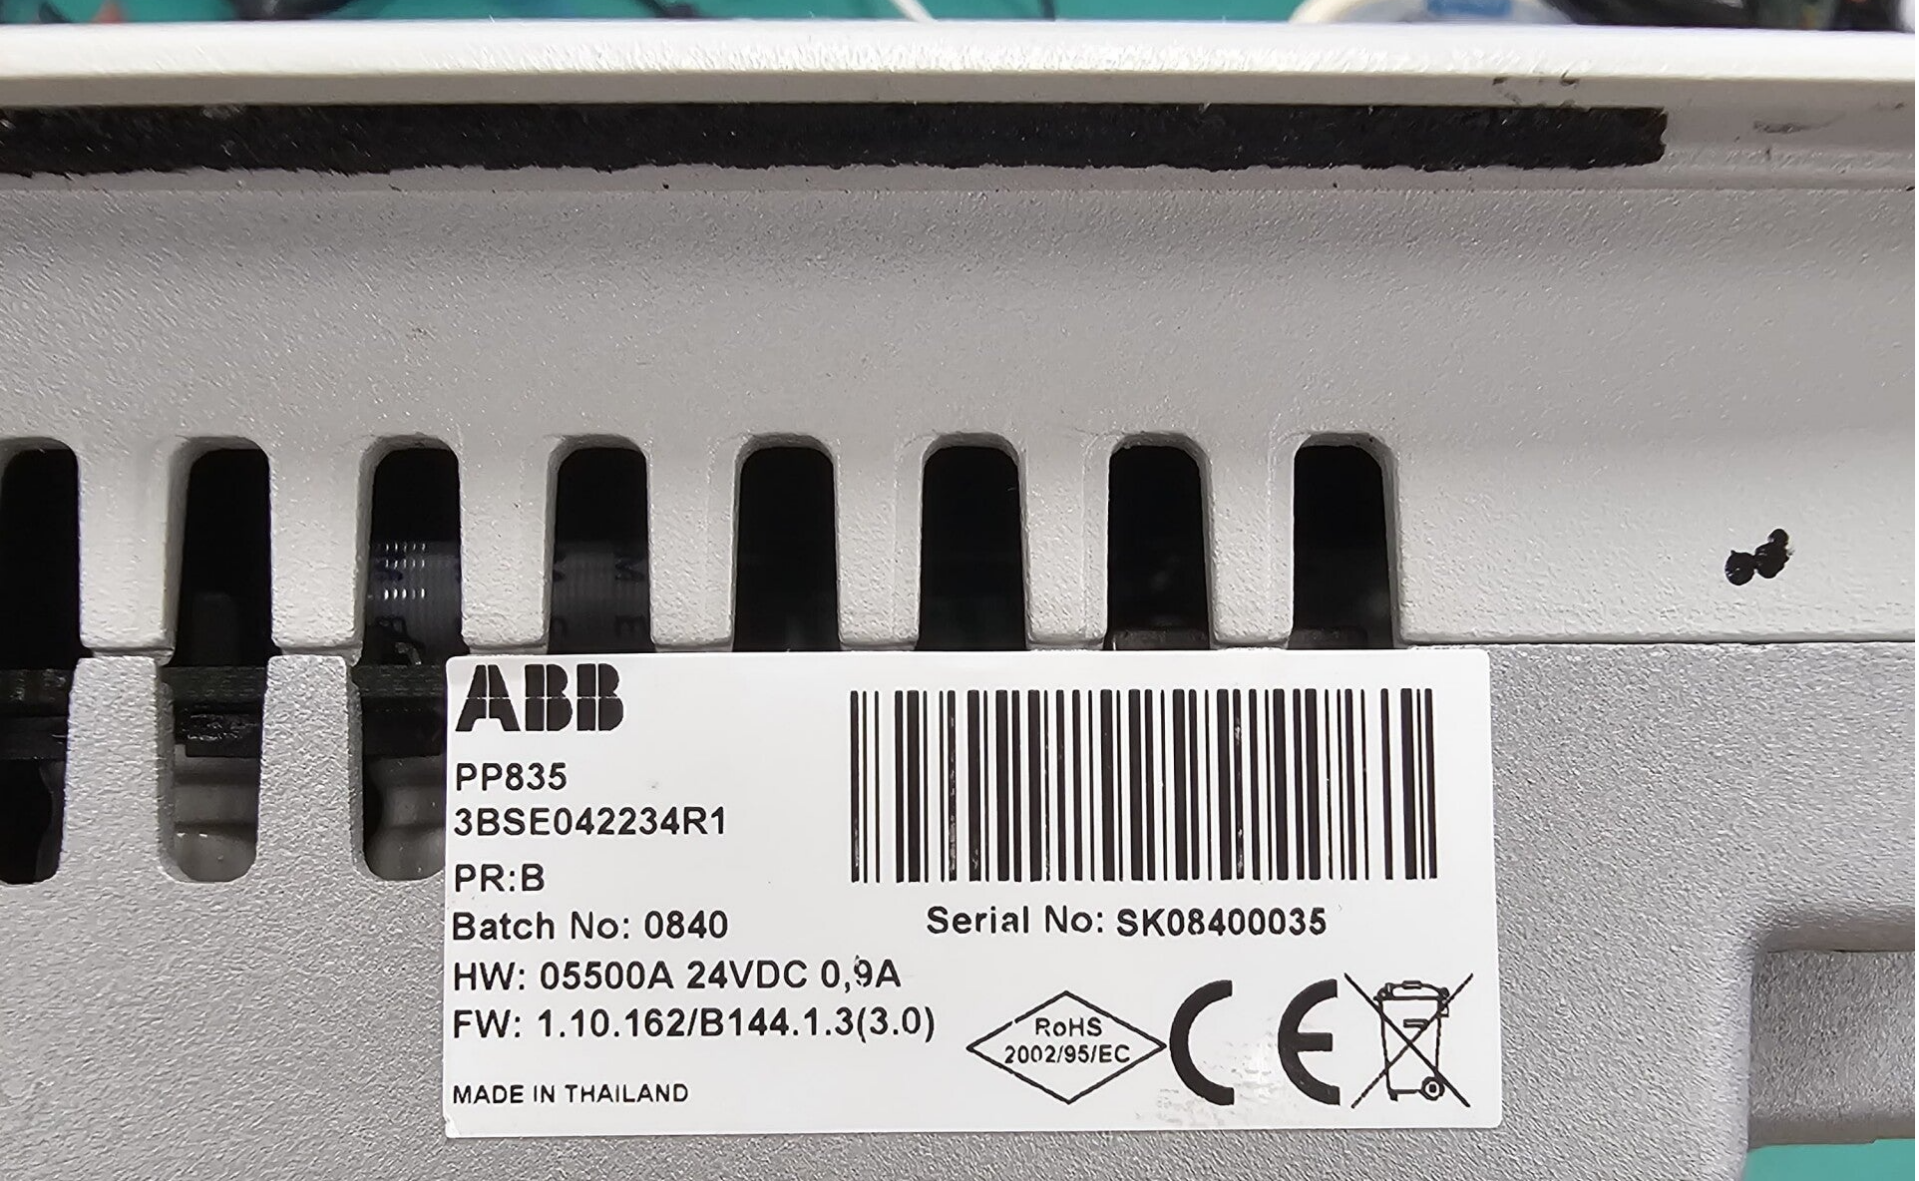 ABB
PP835
3BSE042234R1
PR:B
Batch No: 0840
Serial No: SK08400035
HW: 05500A 24VDC 0,9A
FW: 1.10.162/B144.1.3(3.0)
RoHS
2002/95/EC
CE
MADE IN THAILAND